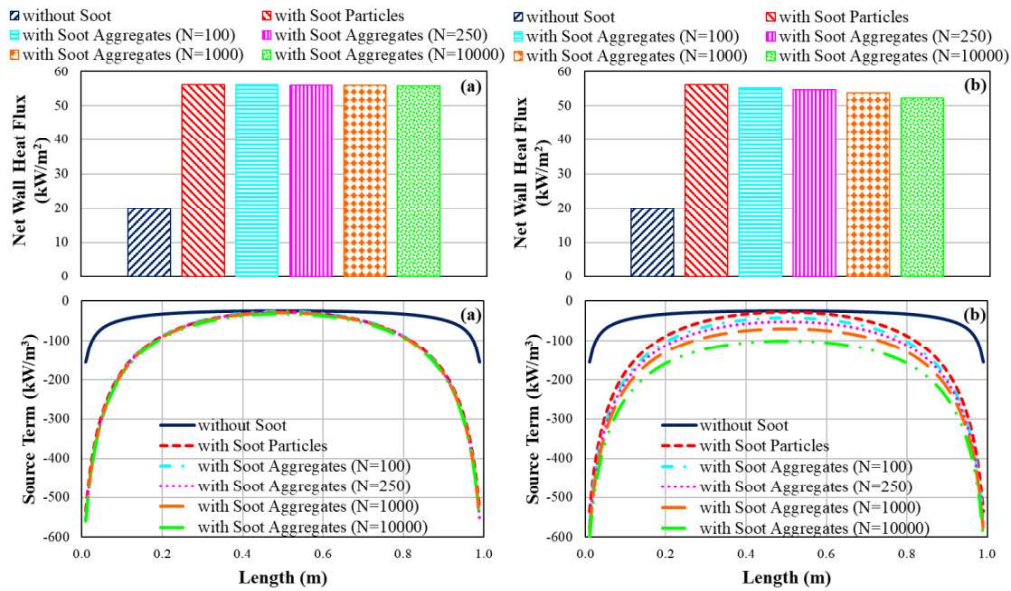 without Soot
with Soot Particles
with Soot Aggregates (N=100)
with Soot Aggregates (N=250)
with Soot Aggregates (N=1000)
with Soot Aggregates (N=10000)
Net Wall Heat Flux
(kW/m²)
60
50
40
30
20
10
0
(a)
without Soot
with Soot Particles
with Soot Aggregates (N=100)
with Soot Aggregates (N=250)
with Soot Aggregates (N=1000)
with Soot Aggregates (N=10000)
Net Wall Heat Flux
(kW/m²)
60
50
40
30
20
10
0
(b)
Source Term (kW/m³)
0
-100
-200
-300
-400
-500
-600
(a)
without Soot
with Soot Particles
with Soot Aggregates (N=100)
with Soot Aggregates (N=250)
with Soot Aggregates (N=1000)
with Soot Aggregates (N=10000)
0.0 0.2 0.4 0.6 0.8 1.0
Length (m)
Source Term (kW/m³)
0
-100
-200
-300
-400
-500
-600
(b)
without Soot
with Soot Particles
with Soot Aggregates (N=100)
with Soot Aggregates (N=250)
with Soot Aggregates (N=1000)
with Soot Aggregates (N=10000)
0.0 0.2 0.4 0.6 0.8 1.0
Length (m)